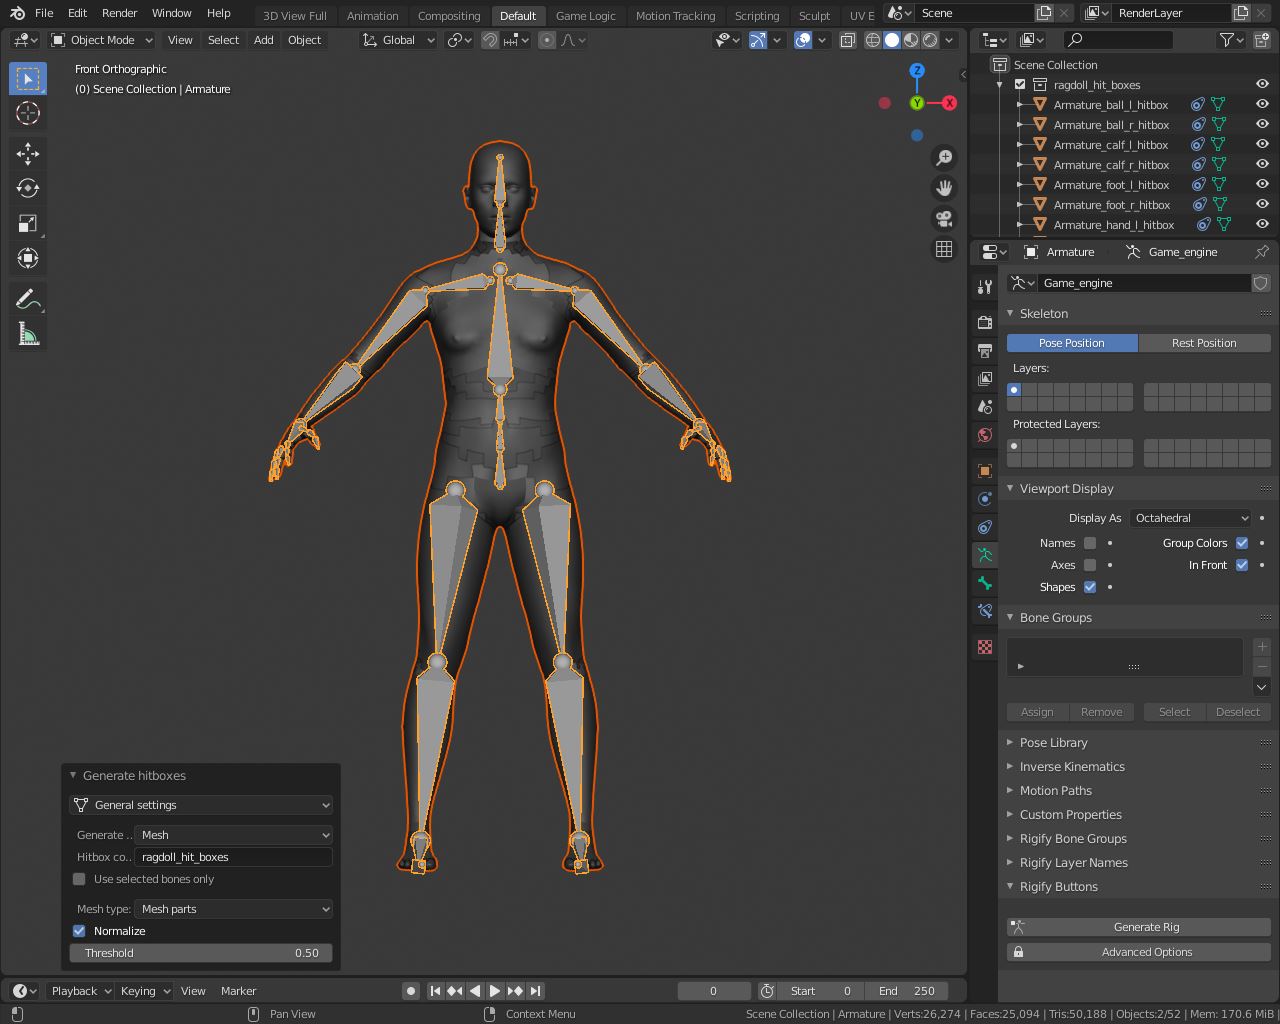 File Edit Render Window Help 3D View Full Animation Compositing Default Game Logic Motion Tracking Scripting Sculpt UV E Scene RenderLayer
Object Mode View Select Add Object Global
Front Orthographic
(0) Scene Collection | Armature
Z
Y
X
Scene Collection
ragdoll_hit_boxes
Armature_ball_l_hitbox
Armature_ball_r_hitbox
Armature_calf_l_hitbox
Armature_calf_r_hitbox
Armature_foot_l_hitbox
Armature_foot_r_hitbox
Armature_hand_l_hitbox
Armature Game_engine
Game_engine
Skeleton
Pose Position Rest Position
Layers:
Protected Layers:
Viewport Display
Display As Octahedral
Names Group Colors
Axes In Front
Shapes
Bone Groups
Assign Remove Select Deselect
Pose Library
Inverse Kinematics
Motion Paths
Custom Properties
Rigify Bone Groups
Rigify Layer Names
Rigify Buttons
Generate Rig
Advanced Options
Generate hitboxes
General settings
Generate .. Mesh
Hitbox co.. ragdoll_hit_boxes
Use selected bones only
Mesh type: Mesh parts
Normalize
Threshold 0.50
Playback Keying View Marker 0 Start 0 End 250
Pan View Context Menu Scene Collection | Armature | Verts:26,274 | Faces:25,094 | Tris:50,188 | Objects:2/52 | Mem: 170.6 MiB